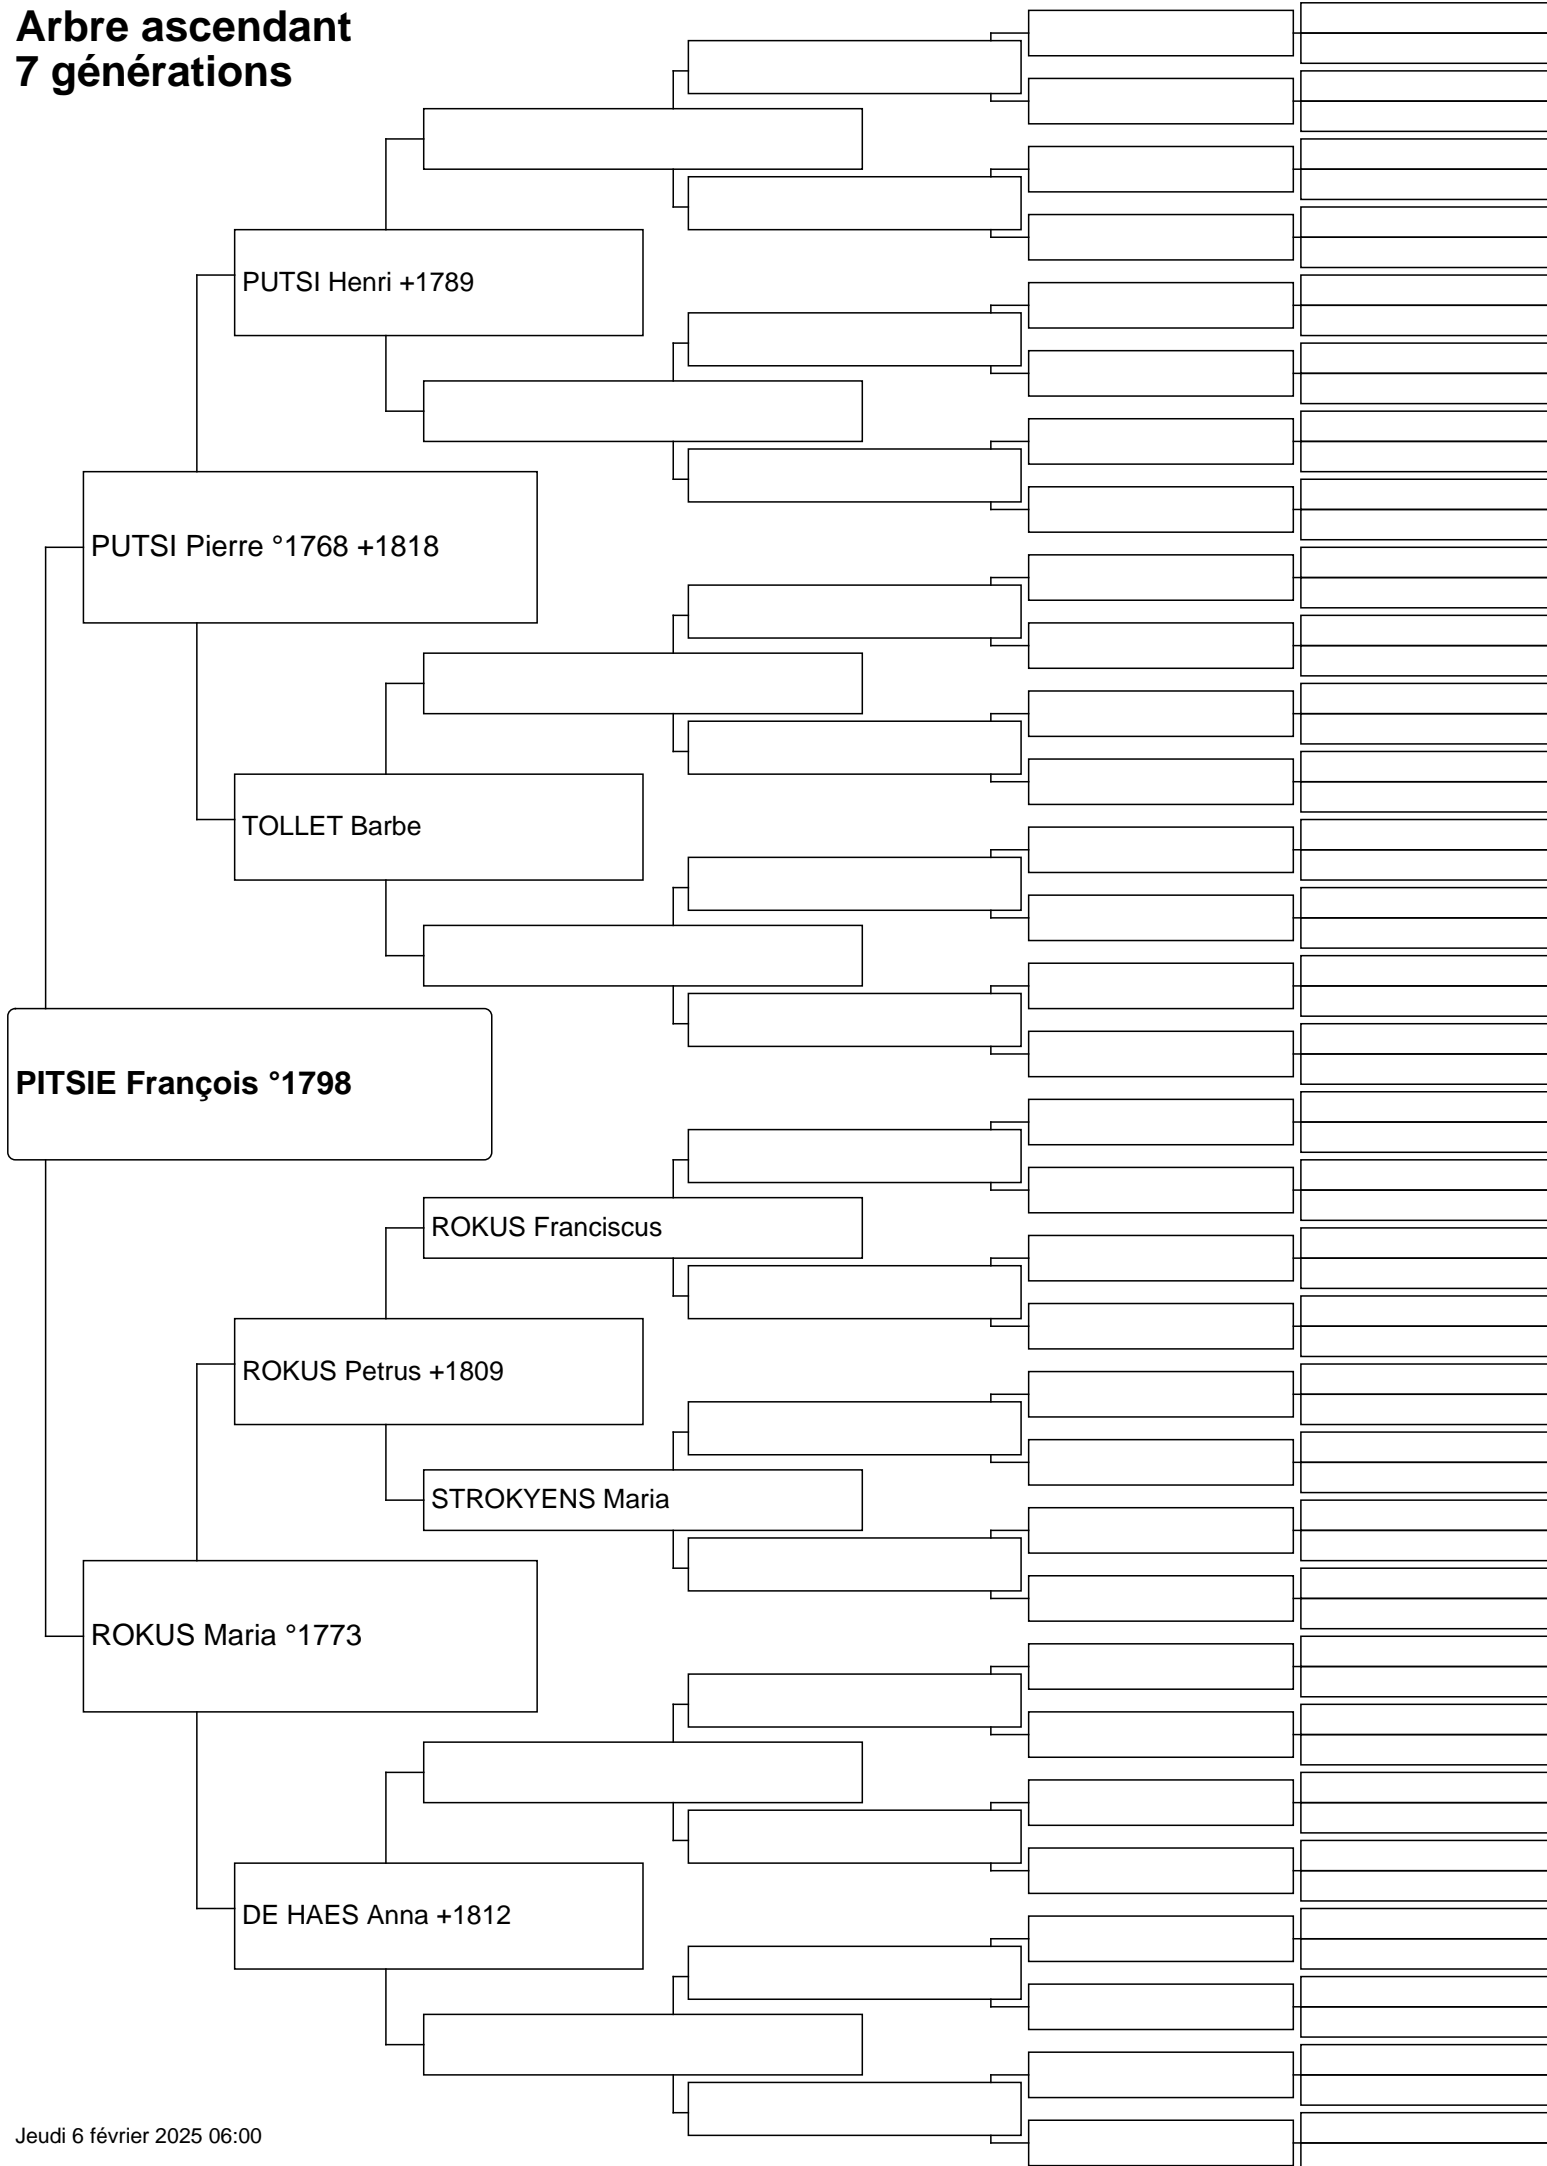 Arbre ascendant
7 générations
PUTSI Henri +1789
PUTSI Pierre °1768 +1818
TOLLET Barbe
PITSIE François °1798
ROKUS Franciscus
ROKUS Petrus +1809
STROKYENS Maria
ROKUS Maria °1773
DE HAES Anna +1812
Jeudi 6 février 2025 06:00